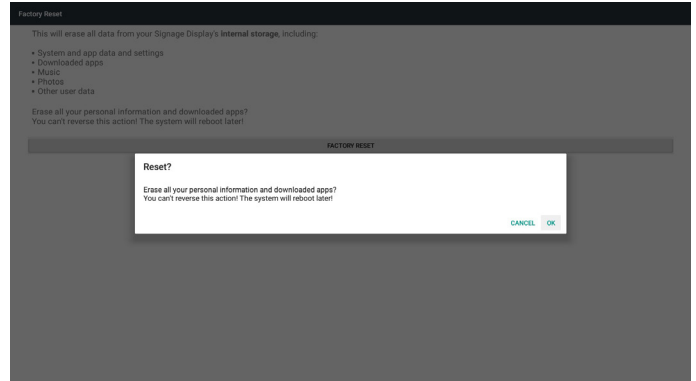 Factory Reset
This will erase all data from your Signage Display's internal storage, including:
• System and app data and settings
• Downloaded apps
• Music
• Photos
• Other user data
Erase all your personal information and downloaded apps?
You can't reverse this action! The system will reboot later!
FACTORY RESET
Reset?
Erase all your personal information and downloaded apps?
You can't reverse this action! The system will reboot later!
CANCEL OK